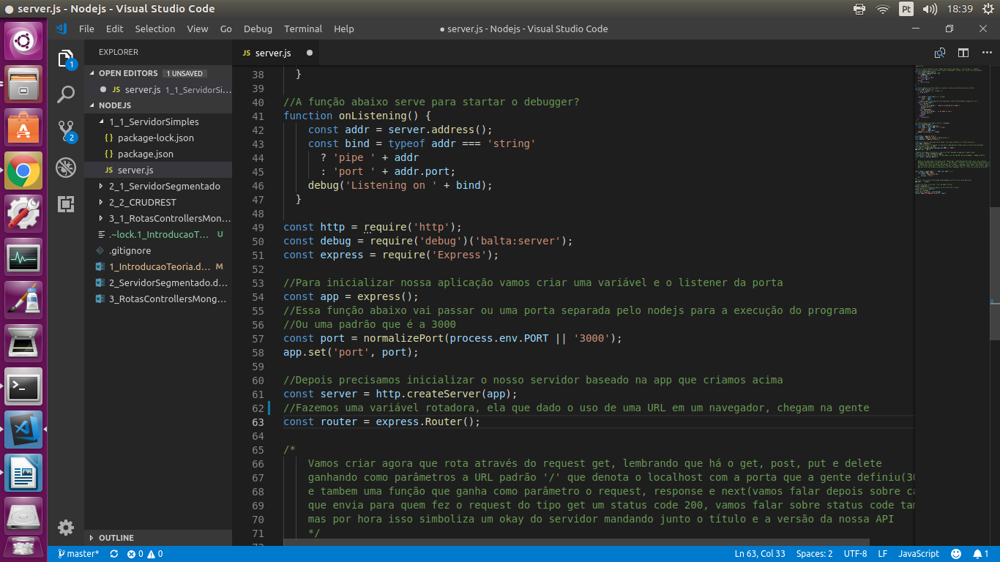 server.js - Nodejs - Visual Studio Code
Pt
18:39
File Edit Selection View Go Debug Terminal Help
● server.js - Nodejs - Visual Studio Code
EXPLORER
OPEN EDITORS 1 UNSAVED
JS server.js 1_1_ServidorSi...
NODEJS
1_1_ServidorSimples
{} package-lock.json
{} package.json
JS server.js
2_1_ServidorSegmentado
2_2_CRUDREST
3_1_RotasControllersMon...
.~lock.1_IntroducaoT... U
.gitignore
1_IntroducaoTeoria.d... M
2_ServidorSegmentado.d...
3_RotasControllersMong...
OUTLINE
1
2
JS server.js ●
38 }
39
40 //A função abaixo serve para startar o debugger?
41 function onListening() {
42 const addr = server.address();
43 const bind = typeof addr === 'string'
44 ? 'pipe ' + addr
45 : 'port ' + addr.port;
46 debug('Listening on ' + bind);
47 }
48
49 const http = require('http');
50 const debug = require('debug')('balta:server');
51 const express = require('Express');
52
53 //Para inicializar nossa aplicação vamos criar uma variável e o listener da porta
54 const app = express();
55 //Essa função abaixo vai passar ou uma porta separada pelo nodejs para a execução do programa
56 //Ou uma padrão que é a 3000
57 const port = normalizePort(process.env.PORT || '3000');
58 app.set('port', port);
59
60 //Depois precisamos inicializar o nosso servidor baseado na app que criamos acima
61 const server = http.createServer(app);
62 //Fazemos uma variável rotadora, ela que dado o uso de uma URL em um navegador, chegam na gente
63 const router = express.Router();
64
65 /*
66 Vamos criar agora que rota através do request get, lembrando que há o get, post, put e delete
67 ganhando como parâmetros a URL padrão '/' que denota o localhost com a porta que a gente definiu(30
68 e tambem uma função que ganha como parâmetro o request, response e next(vamos falar depois sobre ca
69 que envia para quem fez o request do tipo get um status code 200, vamos falar sobre status code tam
70 mas por hora isso simboliza um okay do servidor mandando junto o título e a versão da nossa API
71 */
master* 0 0 Ln 63, Col 33 Spaces: 2 UTF-8 LF JavaScript 1